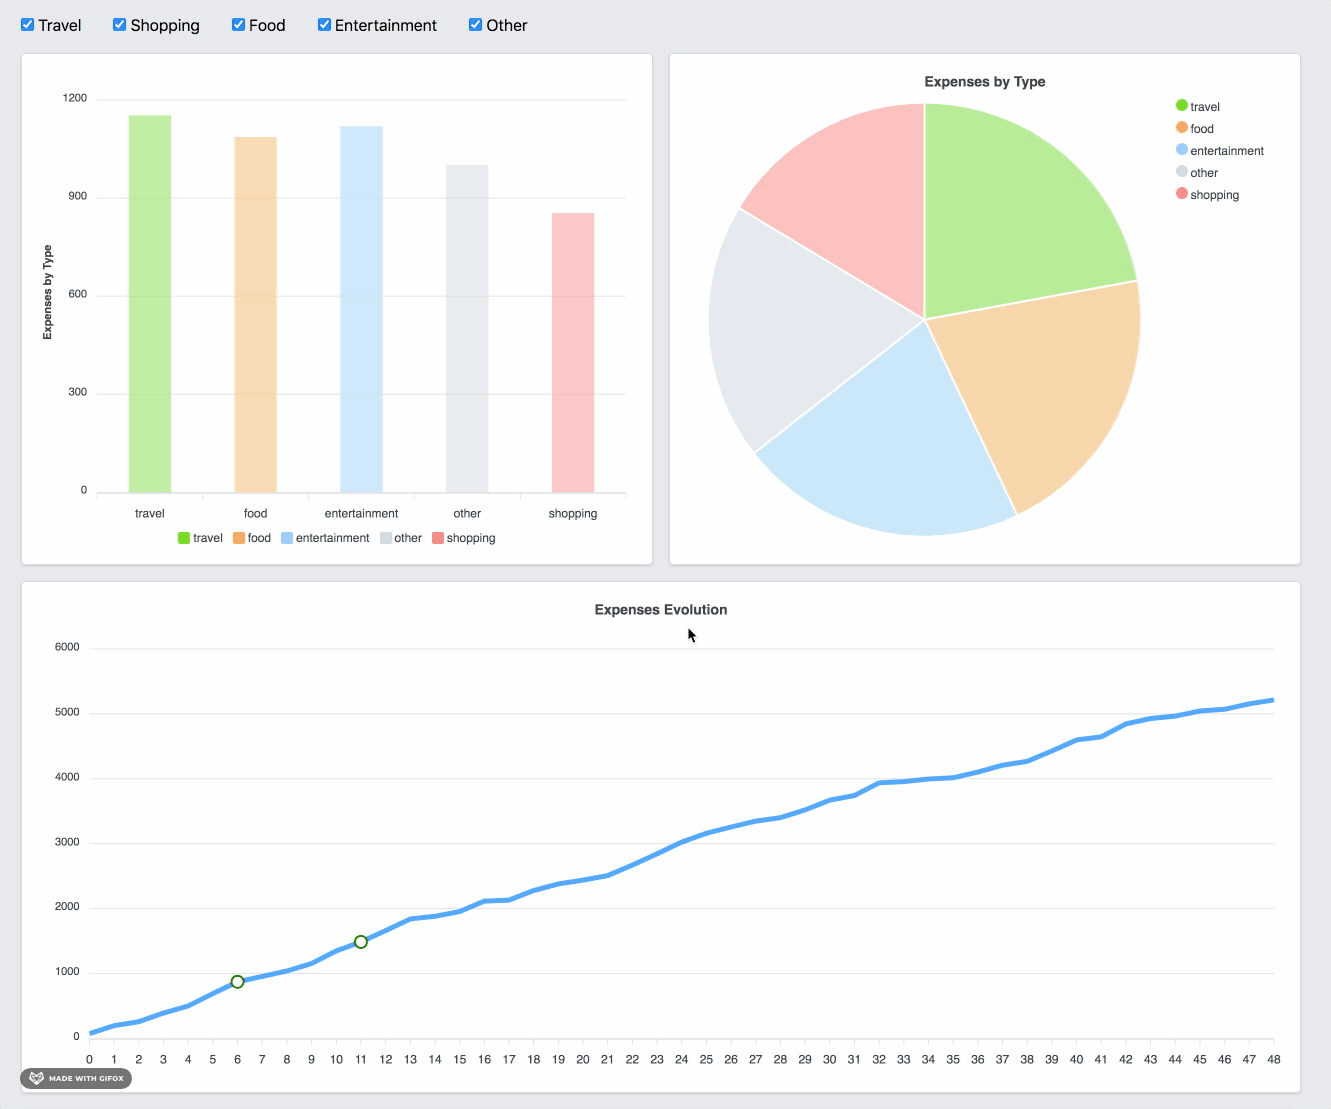 Travel Shopping Food Entertainment Other
1200
900
600
300
0
Expenses by Type
travel food entertainment other shopping
travel food entertainment other shopping
Expenses by Type
travel
food
entertainment
other
shopping
Expenses Evolution
6000
5000
4000
3000
2000
1000
0
0 1 2 3 4 5 6 7 8 9 10 11 12 13 14 15 16 17 18 19 20 21 22 23 24 25 26 27 28 29 30 31 32 33 34 35 36 37 38 39 40 41 42 43 44 45 46 47 48
MADE WITH GIFOX